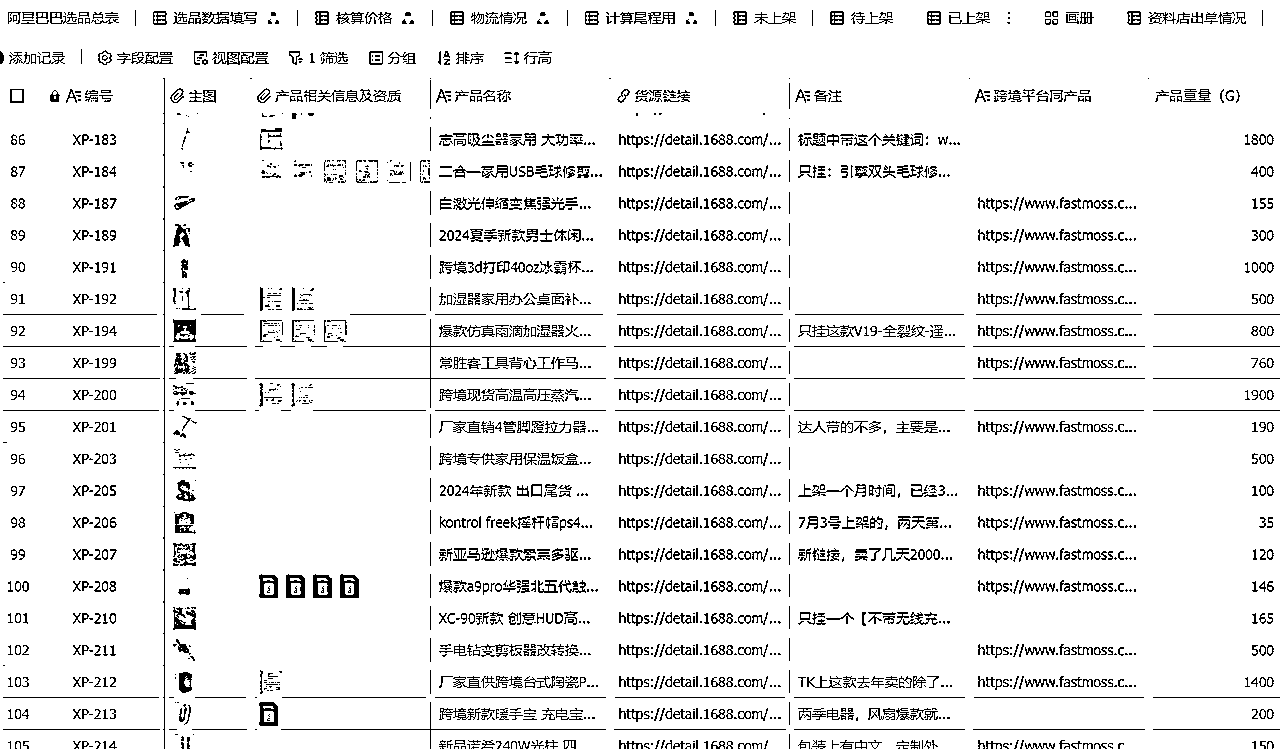 阿里巴巴选品总表 选品数据填写 核算价格 物流情况 计算尾程用 未上架 待上架 已上架 画册 资料店出单情况
添加记录 字段配置 视图配置 1 筛选 分组 排序 行高
编号 主图 产品相关信息及资质 产品名称 货源链接 备注 跨境平台同产品 产品重量（G）
86 XP-183 志高吸尘器家用 大功率... https://detail.1688.com/... 标题中带这个关键词：w... 1800
87 XP-184 二合一家用USB毛球修剪... https://detail.1688.com/... 只挂：引擎双头毛球修... 400
88 XP-187 白激光伸缩变焦强光手... https://detail.1688.com/... https://www.fastmoss.c... 155
89 XP-189 2024夏季新款男士休闲... https://detail.1688.com/... https://www.fastmoss.c... 300
90 XP-191 跨境3d打印40oz冰霸杯... https://detail.1688.com/... https://www.fastmoss.c... 1000
91 XP-192 加湿器家用办公桌面补... https://detail.1688.com/... https://www.fastmoss.c... 500
92 XP-194 爆款仿真雨滴加湿器火... https://detail.1688.com/... 只挂这款V19-全裂纹-遥... https://www.fastmoss.c... 800
93 XP-199 常胜客工具背心工作马... https://detail.1688.com/... https://www.fastmoss.c... 760
94 XP-200 跨境现货高温高压蒸汽... https://detail.1688.com/... 1900
95 XP-201 厂家直销4管脚蹬拉力器... https://detail.1688.com/... 达人带的不多，主要是... https://www.fastmoss.c... 190
96 XP-203 跨境专供家用保温饭盒... https://detail.1688.com/... 500
97 XP-205 2024年新款 出口尾货 ... https://detail.1688.com/... 上架一个月时间，已经3... https://www.fastmoss.c... 100
98 XP-206 kontrol freek摇杆帽ps4... https://detail.1688.com/... 7月3号上架的，两天第... https://www.fastmoss.c... 35
99 XP-207 新亚马逊爆款索某多驱... https://detail.1688.com/... 新链接，卖了几天2000... https://www.fastmoss.c... 120
100 XP-208 爆款a9pro华强北五代触... https://detail.1688.com/... https://www.fastmoss.c... 146
101 XP-210 XC-90新款 创意HUD高... https://detail.1688.com/... 只挂一个【不带无线充... 165
102 XP-211 手电钻变剪板器改转换... https://detail.1688.com/... https://www.fastmoss.c... 500
103 XP-212 厂家直供跨境台式陶瓷P... https://detail.1688.com/... TK上这款去年卖的除了... https://www.fastmoss.c... 1400
104 XP-213 跨境新款暖手宝 充电宝... https://detail.1688.com/... 两季电器，风扇爆款就... 200
105 XP-214 新品诺希240W光柱 四... https://detail.1688.com/... 包装上有中文，定制外... https://www.fastmoss.c... 150